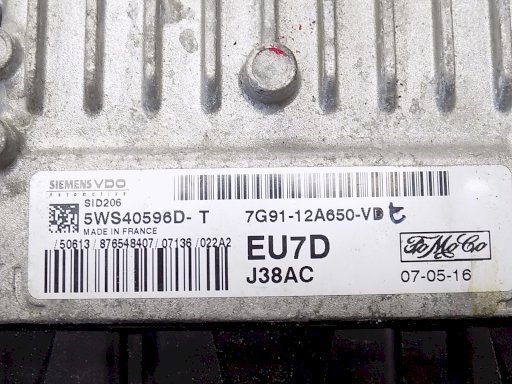 SIEMENS VDO
Automotive
SID206
5WS40596D- T
7G91-12A650-VD t
MADE IN FRANCE
/50613/876548407/07136/022A2
EU7D
J38AC
FoMoCo
07-05-16